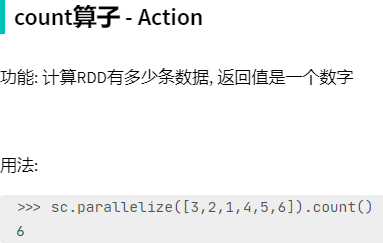 count算子 - Action
功能: 计算RDD有多少条数据, 返回值是一个数字
用法:
>>> sc.parallelize([3,2,1,4,5,6]).count()
6